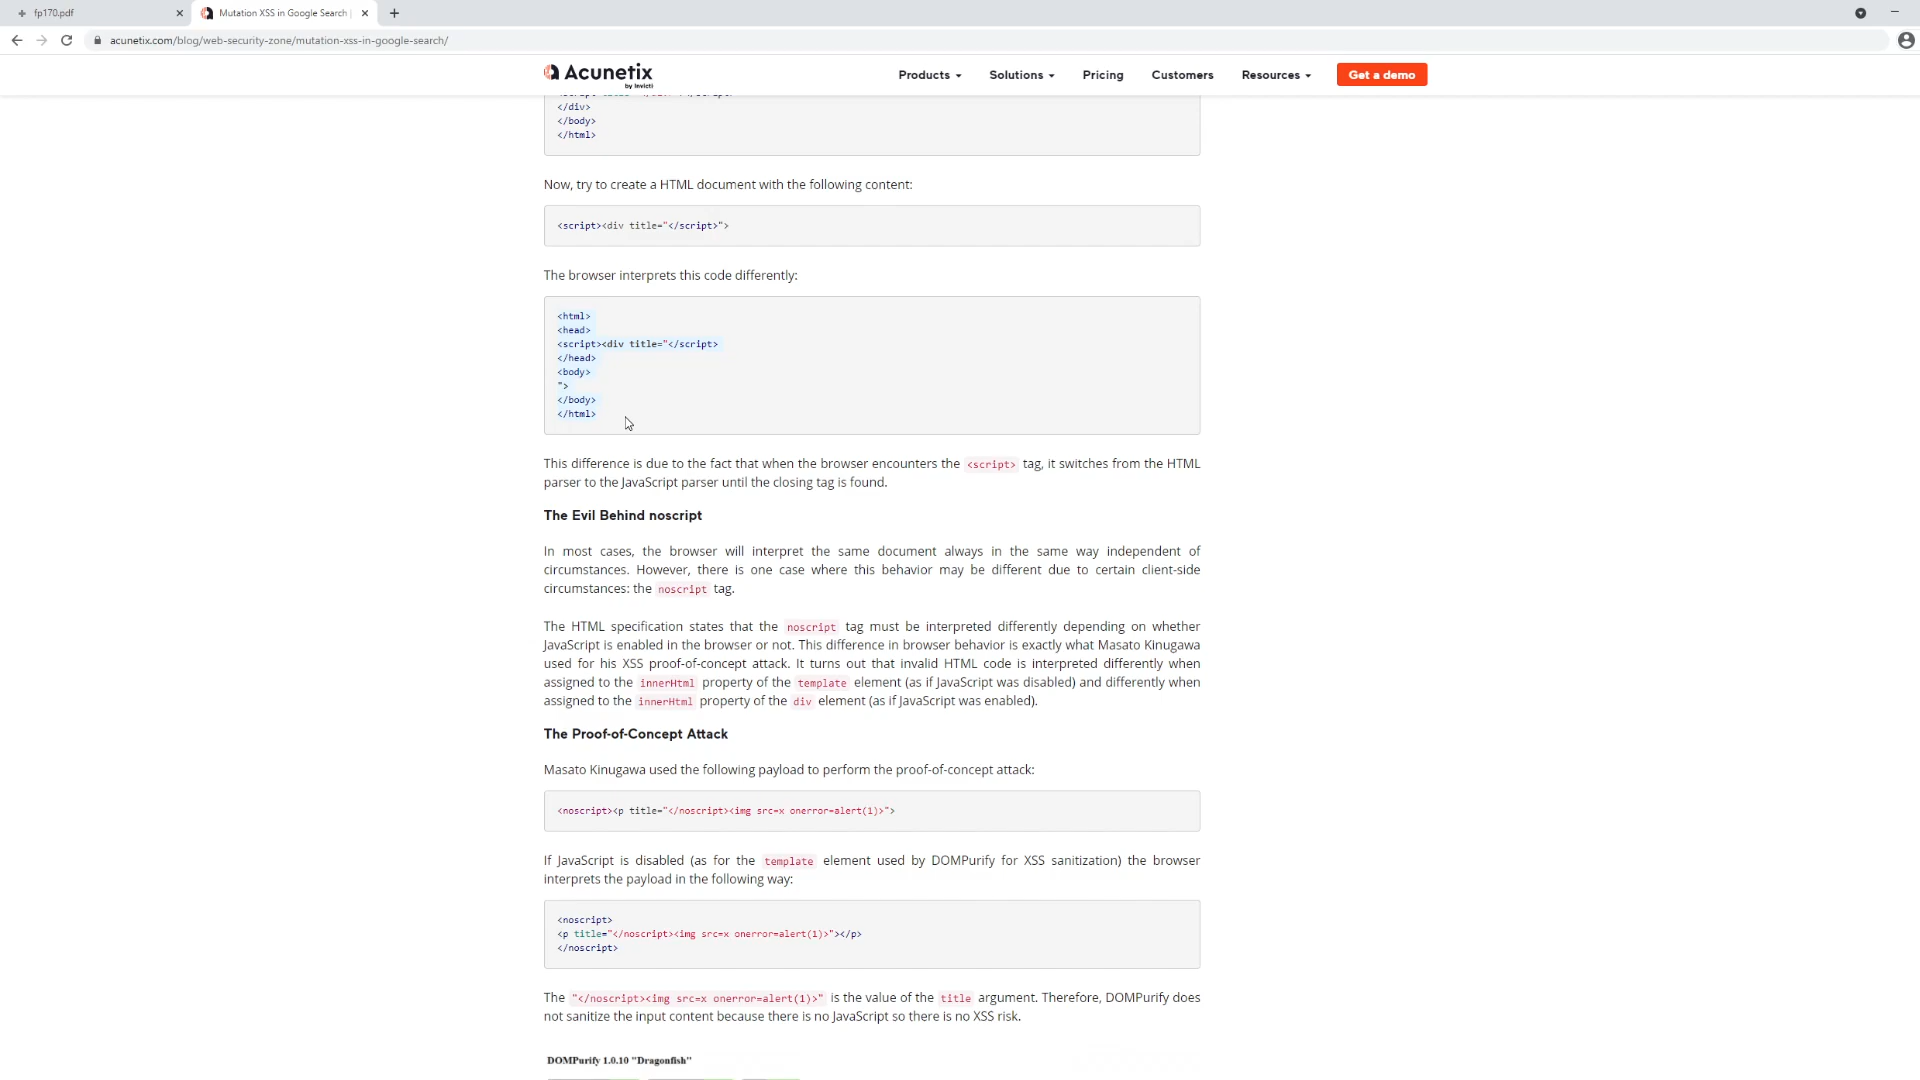 fp170.pdf
Mutation XSS in Google Search |
acunetix.com/blog/web-security-zone/mutation-xss-in-google-search/
Acunetix
by Invicti
Products
Solutions
Pricing
Customers
Resources
Get a demo
</div>
</body>
</html>
Now, try to create a HTML document with the following content:
<script><div title="</script>">
The browser interprets this code differently:
<html>
<head>
<script><div title="</script>
</head>
<body>
">
</body>
</html>
This difference is due to the fact that when the browser encounters the <script> tag, it switches from the HTML
parser to the JavaScript parser until the closing tag is found.
The Evil Behind noscript
In most cases, the browser will interpret the same document always in the same way independent of
circumstances. However, there is one case where this behavior may be different due to certain client-side
circumstances: the noscript tag.
The HTML specification states that the noscript tag must be interpreted differently depending on whether
JavaScript is enabled in the browser or not. This difference in browser behavior is exactly what Masato Kinugawa
used for his XSS proof-of-concept attack. It turns out that invalid HTML code is interpreted differently when
assigned to the innerHtml property of the template element (as if JavaScript was disabled) and differently when
assigned to the innerHtml property of the div element (as if JavaScript was enabled).
The Proof-of-Concept Attack
Masato Kinugawa used the following payload to perform the proof-of-concept attack:
<noscript><p title="</noscript><img src=x onerror=alert(1)>">
If JavaScript is disabled (as for the template element used by DOMPurify for XSS sanitization) the browser
interprets the payload in the following way:
<noscript>
<p title="</noscript><img src=x onerror=alert(1)>"></p>
</noscript>
The "</noscript><img src=x onerror=alert(1)>" is the value of the title argument. Therefore, DOMPurify does
not sanitize the input content because there is no JavaScript so there is no XSS risk.
DOMPurify 1.0.10 "Dragonfish"